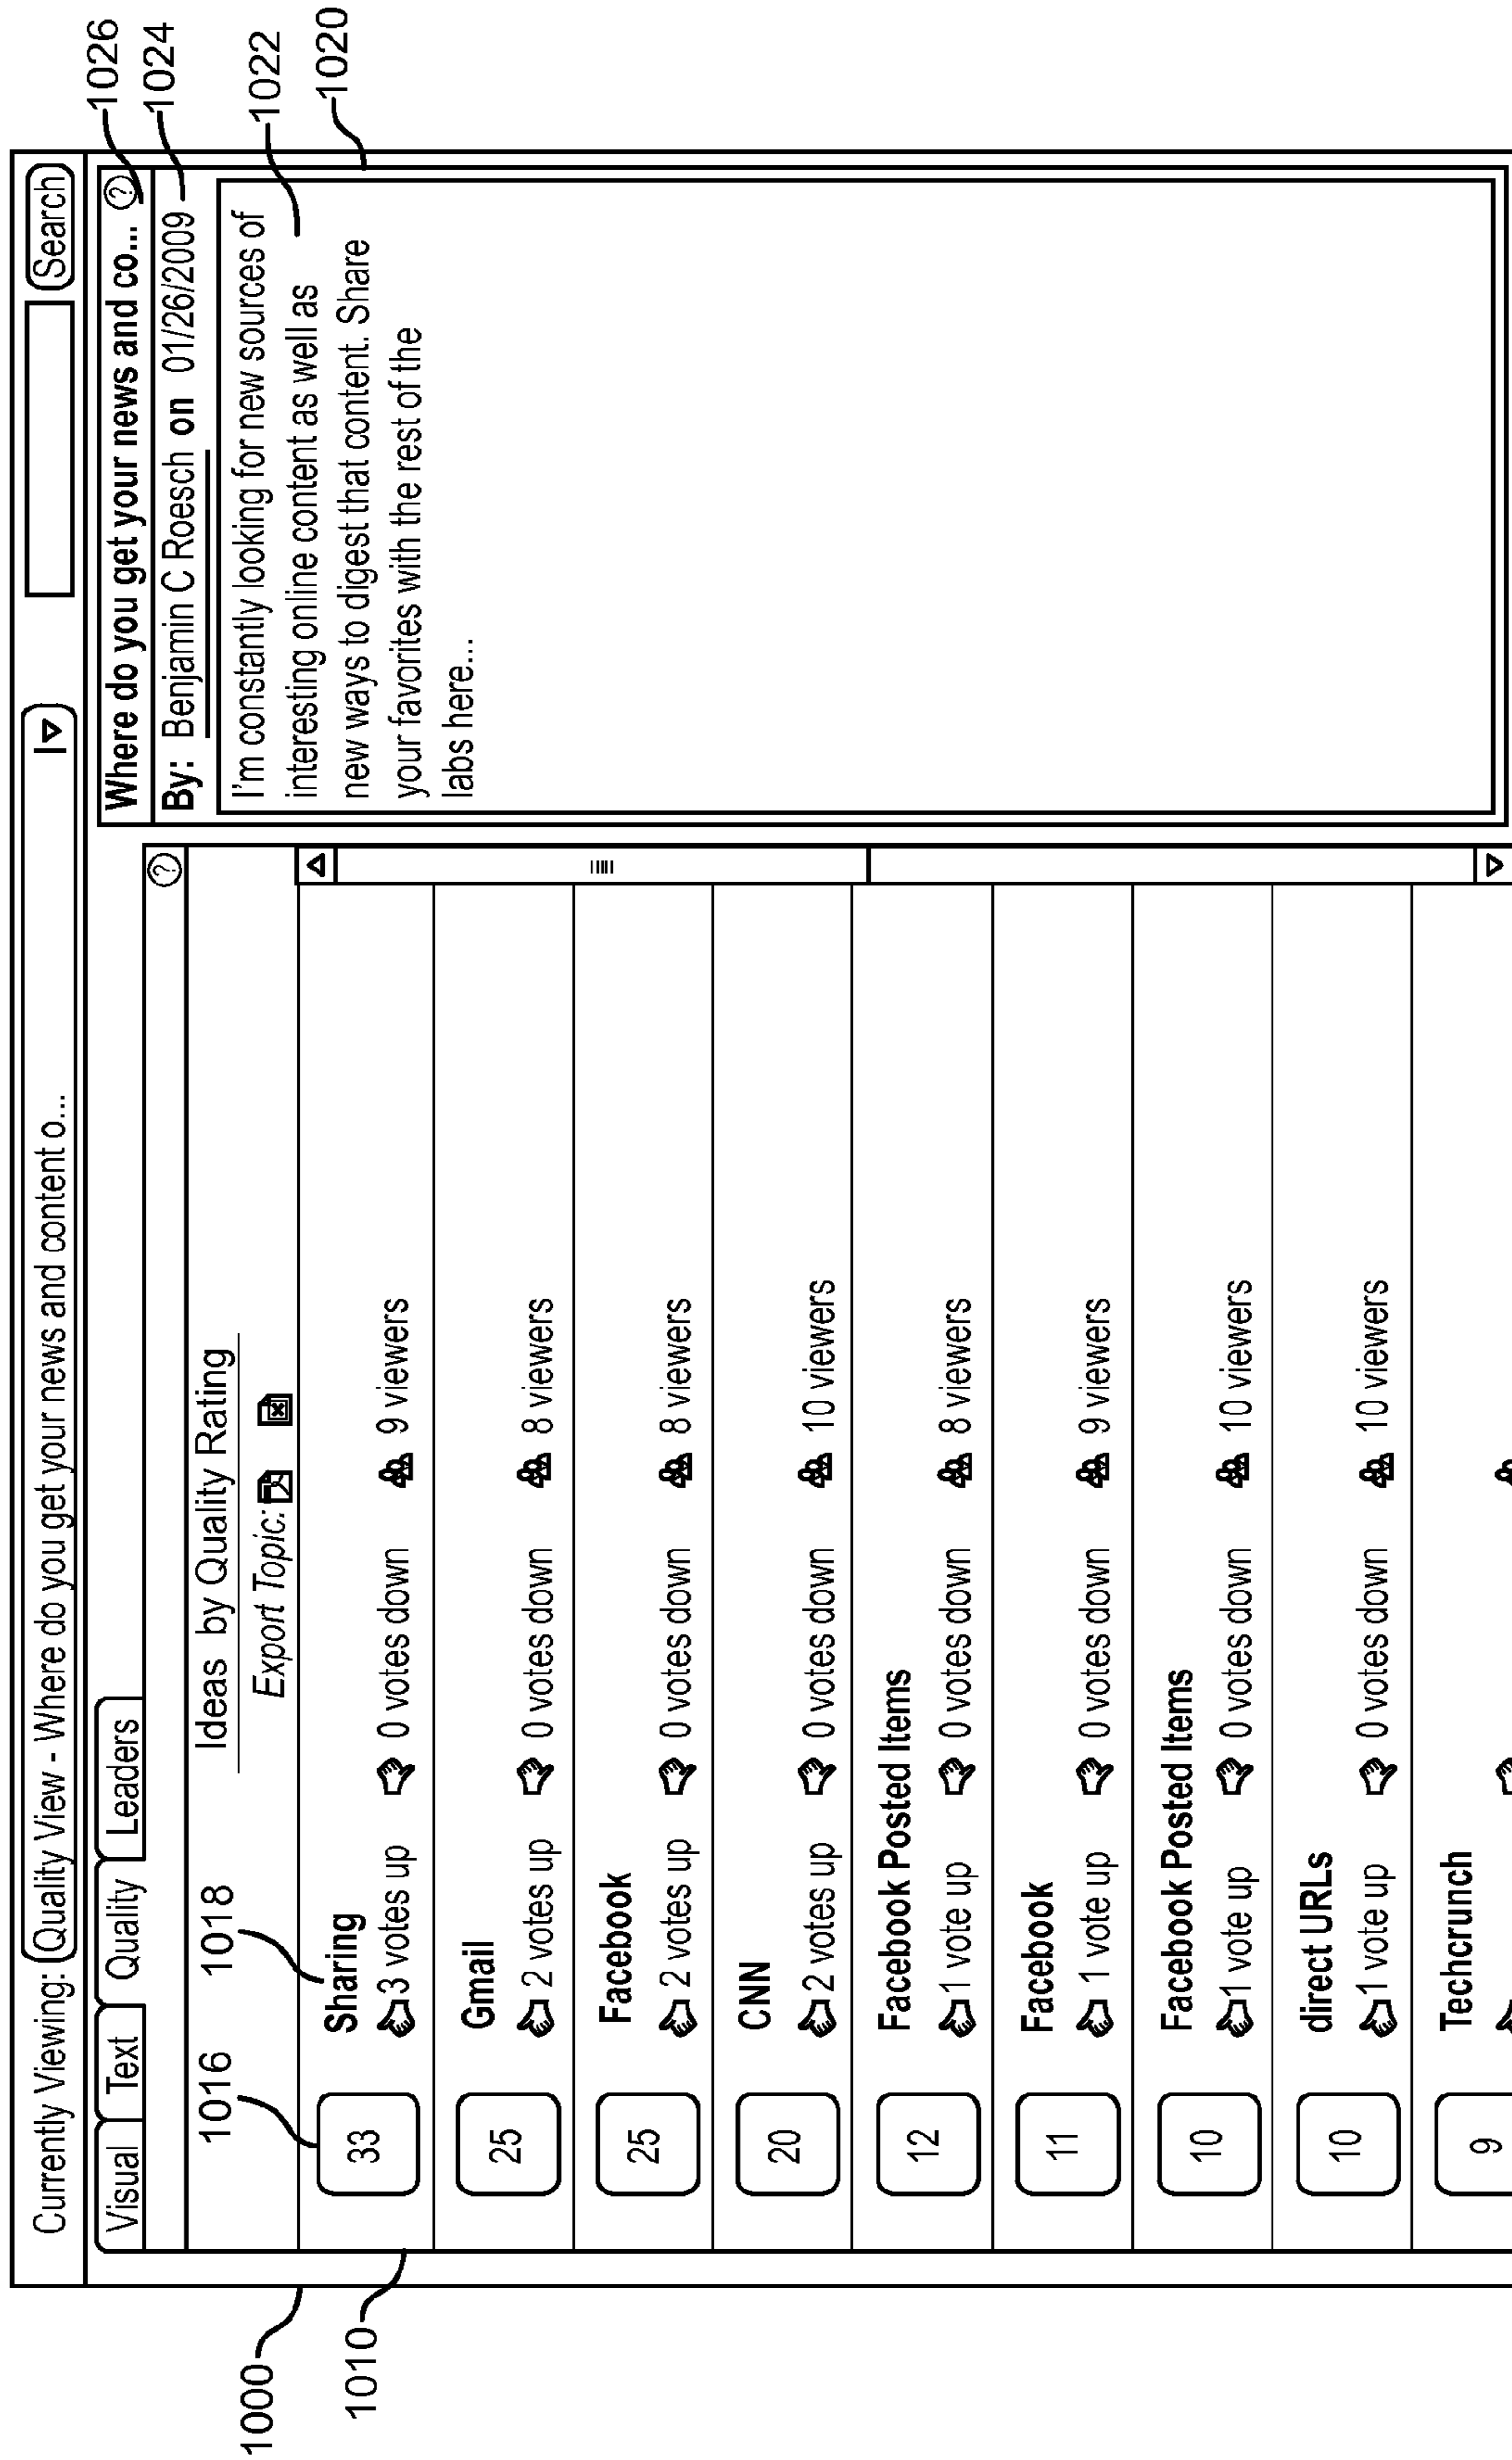 Currently Viewing: Quality View - Where do you get your news and content o... Search
Visual Text Quality Leaders
1016 1018
Ideas by Quality Rating
Export Topic:
33 Sharing
3 votes up 0 votes down 9 viewers
25 Gmail
2 votes up 0 votes down 8 viewers
25 Facebook
2 votes up 0 votes down 8 viewers
20 CNN
2 votes up 0 votes down 10 viewers
12 Facebook Posted Items
1 vote up 0 votes down 8 viewers
11 Facebook
1 vote up 0 votes down 9 viewers
10 Facebook Posted Items
1 vote up 0 votes down 10 viewers
10 direct URLs
1 vote up 0 votes down 10 viewers
9 Techcrunch
?
Where do you get your news and co... ?
By: Benjamin C Roesch on 01/26/2009
I'm constantly looking for new sources of
interesting online content as well as
new ways to digest that content. Share
your favorites with the rest of the
labs here...
1026
1024
1022
1020
1000
1010